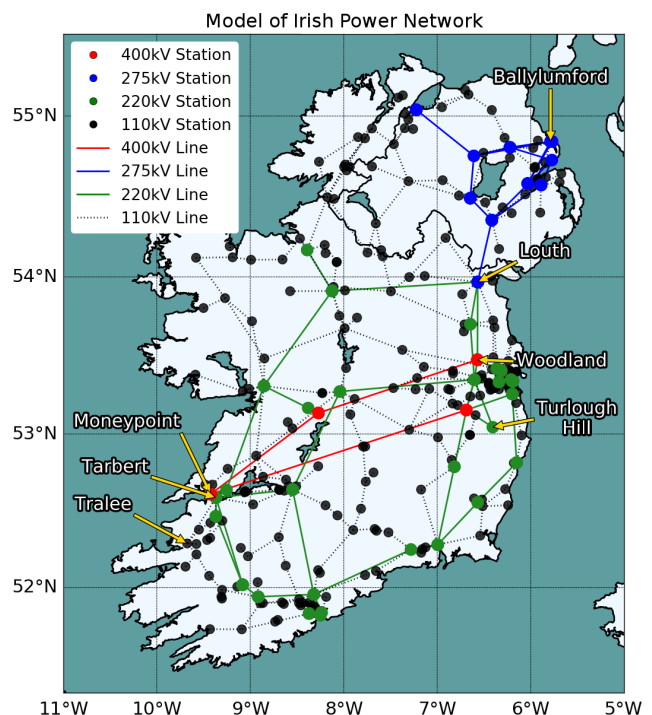 Model of Irish Power Network
400kV Station
275kV Station
220kV Station
110kV Station
400kV Line
275kV Line
220kV Line
110kV Line
Ballylumford
Louth
Woodland
Turlough
Hill
Moneypoint
Tarbert
Tralee
55°N
54°N
53°N
52°N
11°W 10°W 9°W 8°W 7°W 6°W 5°W